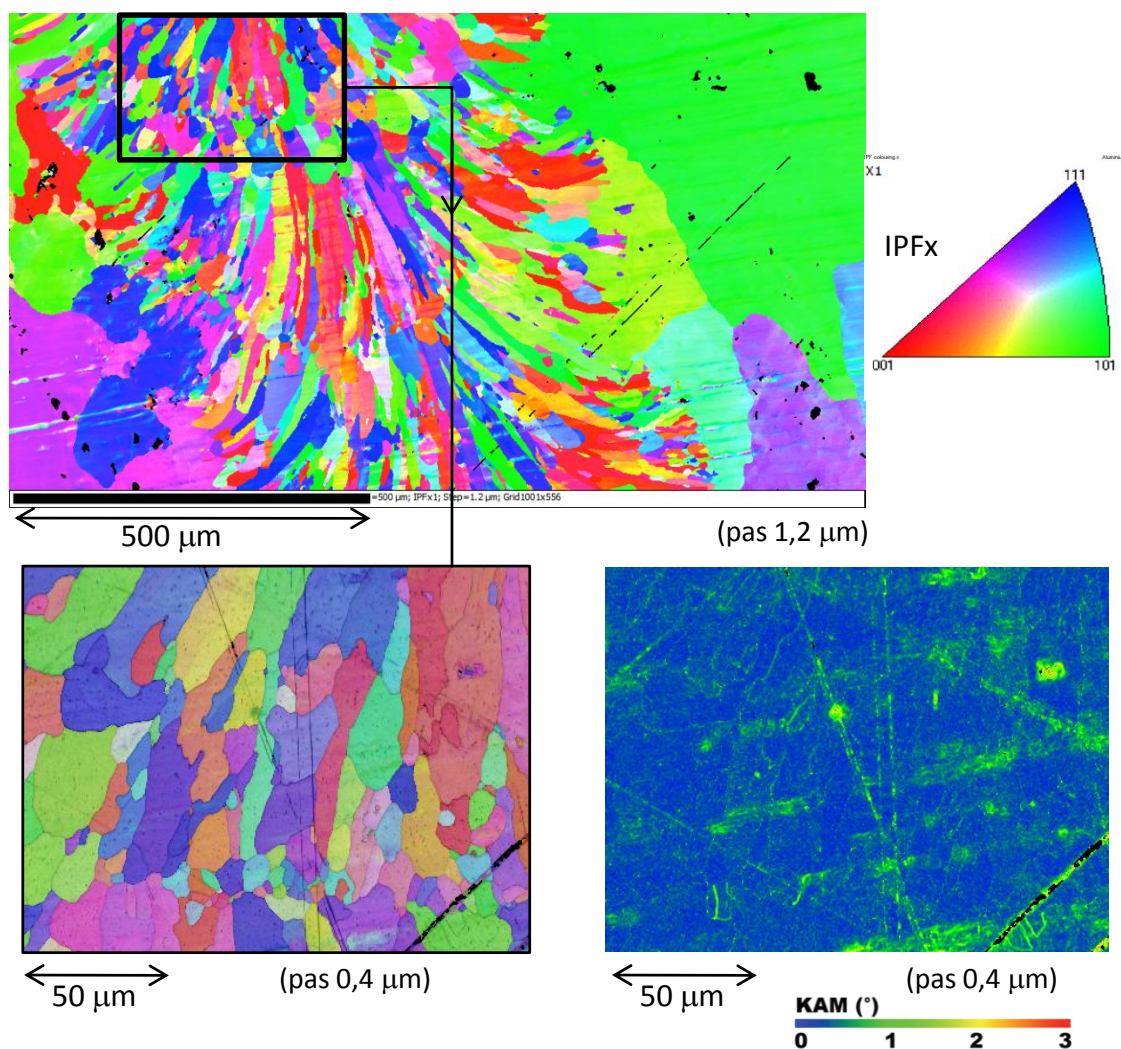 IPF colouring
X1
Alumini
111
IPFx
001
101
=500 µm; IPFx1; Step=1.2 µm; Grid1001x556
500 µm
(pas 1,2 µm)
50 µm
(pas 0,4 µm)
50 µm
(pas 0,4 µm)
KAM (°)
0 1 2 3